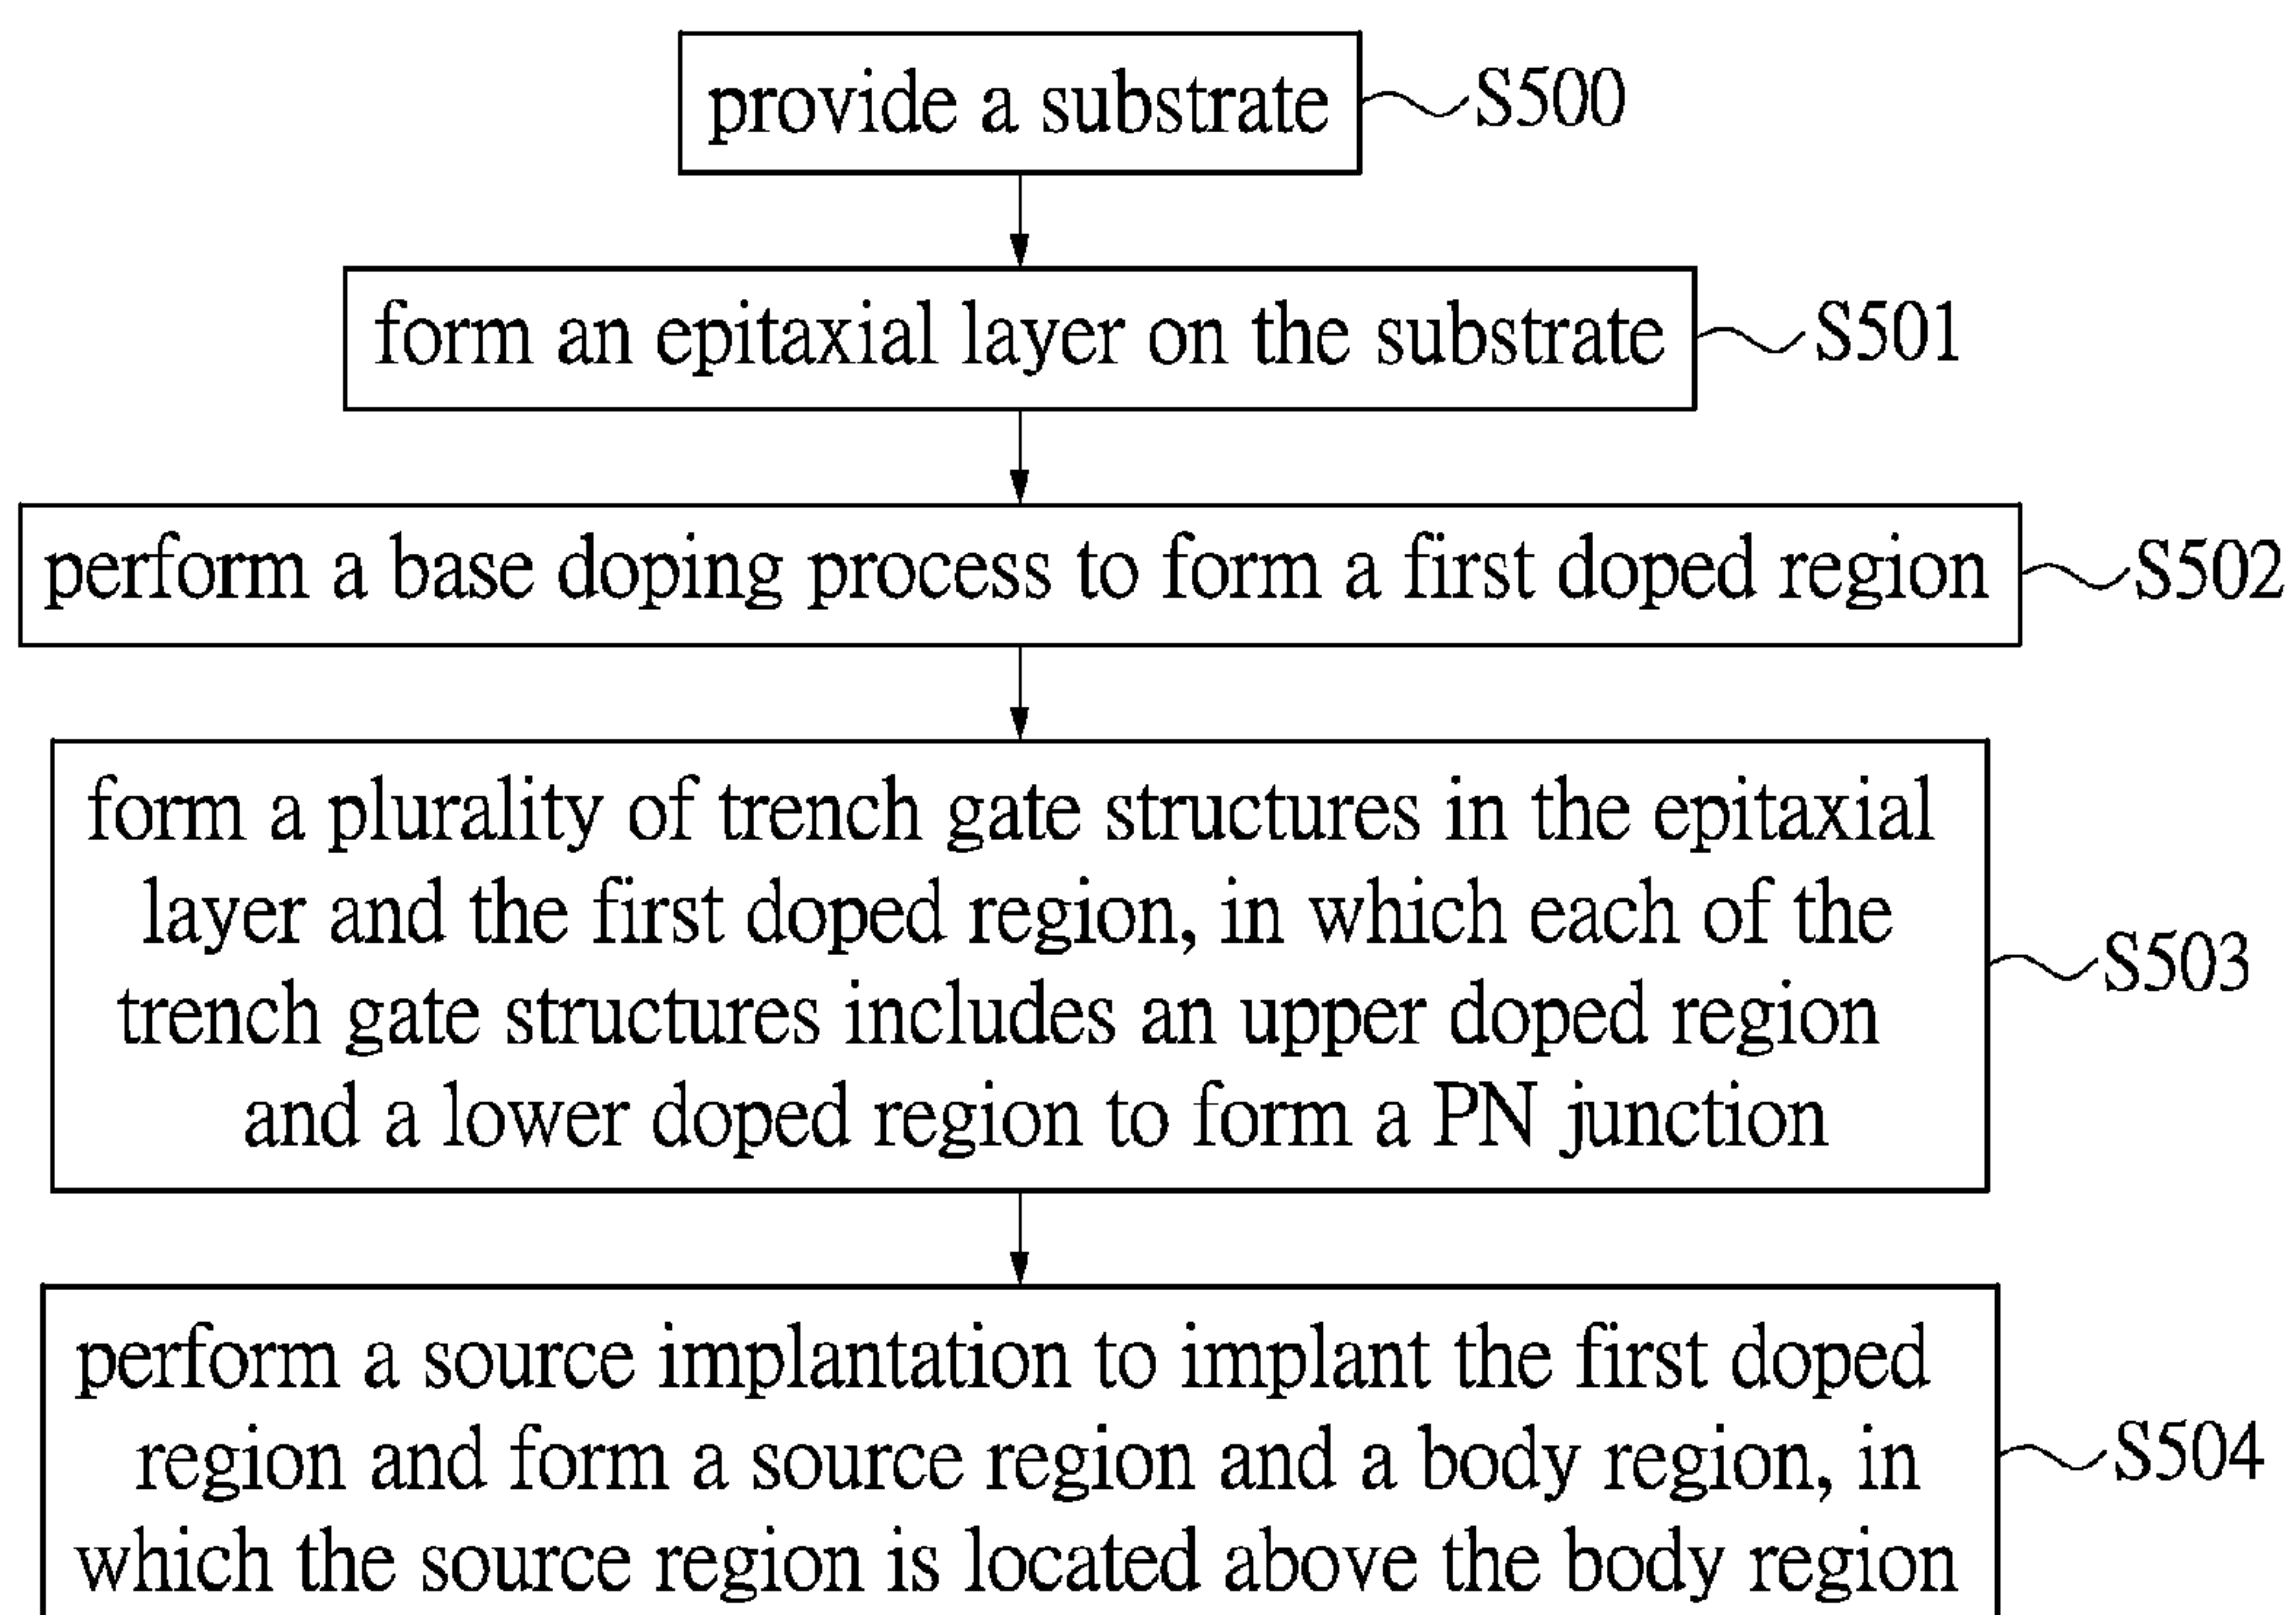 provide a substrate
S500
form an epitaxial layer on the substrate
S501
perform a base doping process to form a first doped region
S502
form a plurality of trench gate structures in the epitaxial
layer and the first doped region, in which each of the
trench gate structures includes an upper doped region
and a lower doped region to form a PN junction
S503
perform a source implantation to implant the first doped
region and form a source region and a body region, in
which the source region is located above the body region
S504